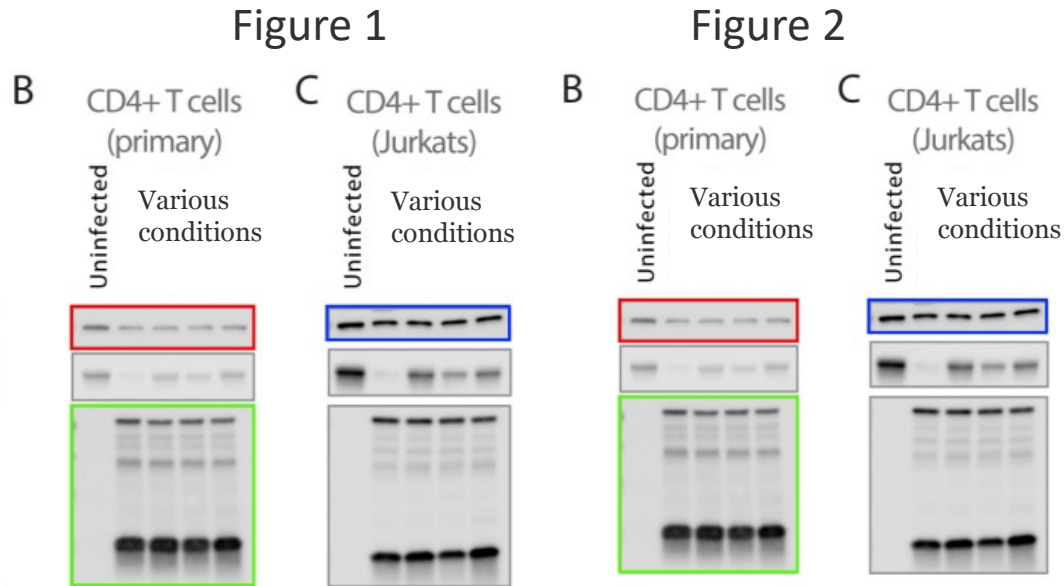 Figure 1
Figure 2
B
CD4+ T cells
(primary)
Uninfected
Various
conditions
C
CD4+ T cells
(Jurkats)
Uninfected
Various
conditions
B
CD4+ T cells
(primary)
Uninfected
Various
conditions
C
CD4+ T cells
(Jurkats)
Uninfected
Various
conditions